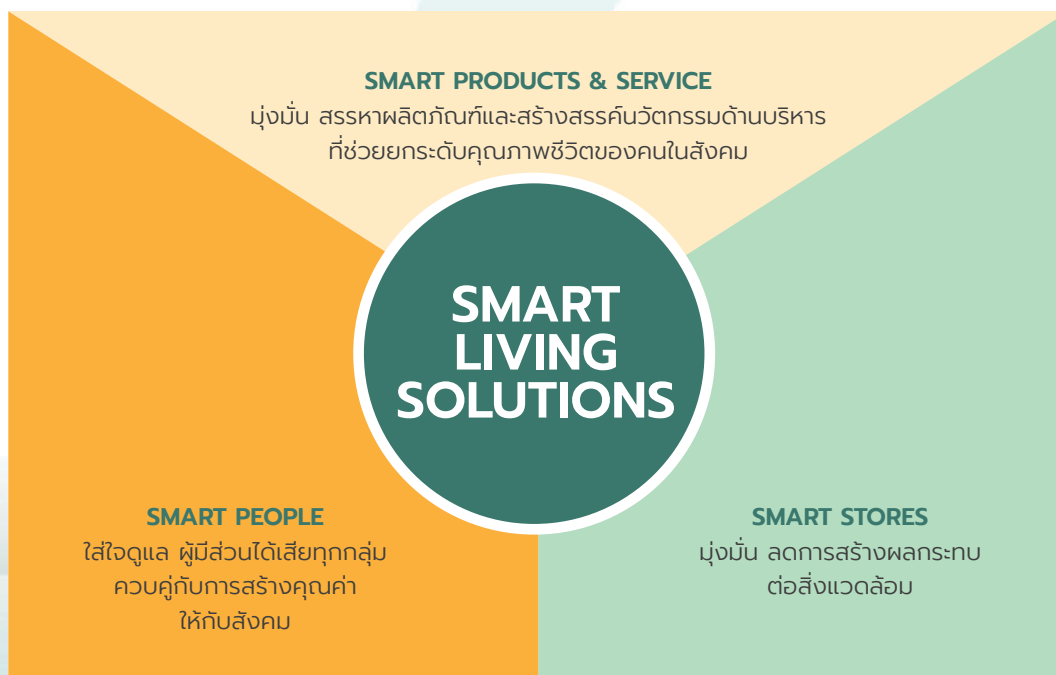 SMART PRODUCTS & SERVICE
มุ่งมั่น สรรหาผลิตภัณฑ์และสร้างสรรค์นวัตกรรมด้านบริหาร
ที่ช่วยยกระดับคุณภาพชีวิตของคนในสังคม
SMART
LIVING
SOLUTIONS
SMART PEOPLE
ใส่ใจดูแล ผู้มีส่วนได้เสียทุกกลุ่ม
ควบคู่กับการสร้างคุณค่า
ให้กับสังคม
SMART STORES
มุ่งมั่น ลดการสร้างผลกระทบ
ต่อสิ่งแวดล้อม